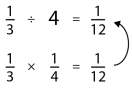 1/3 ÷ 4 = 1/12
1/3 × 1/4 = 1/12